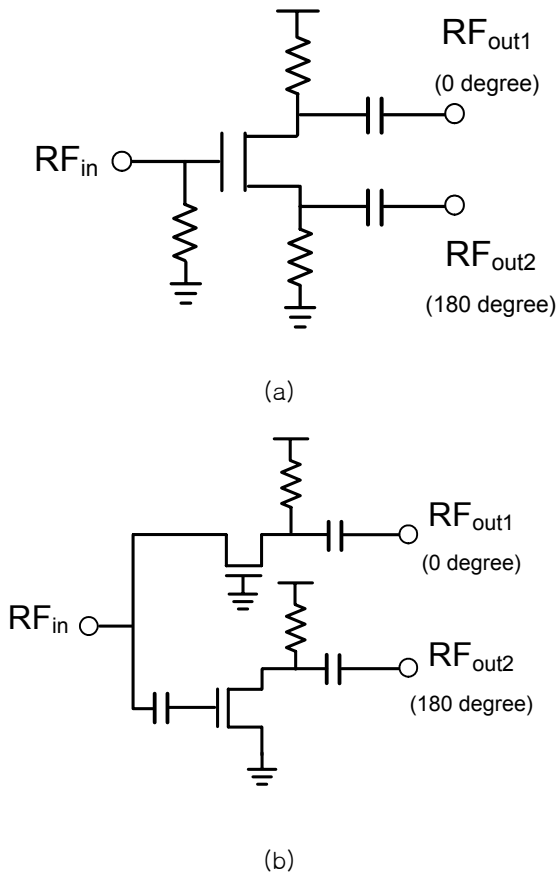 RFout1
(0 degree)
RFin
RFout2
(180 degree)
(a)
RFout1
(0 degree)
RFin
RFout2
(180 degree)
(b)